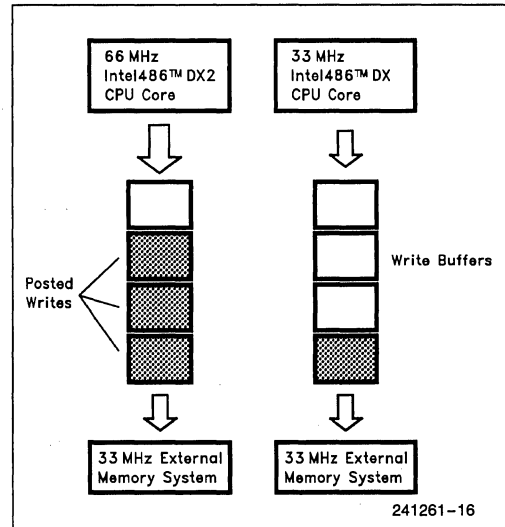 66 MHz
Intel486™ DX2
CPU Core
33 MHz
Intel486™ DX
CPU Core
Posted
Writes
Write Buffers
33 MHz External
Memory System
33 MHz External
Memory System
241261–16